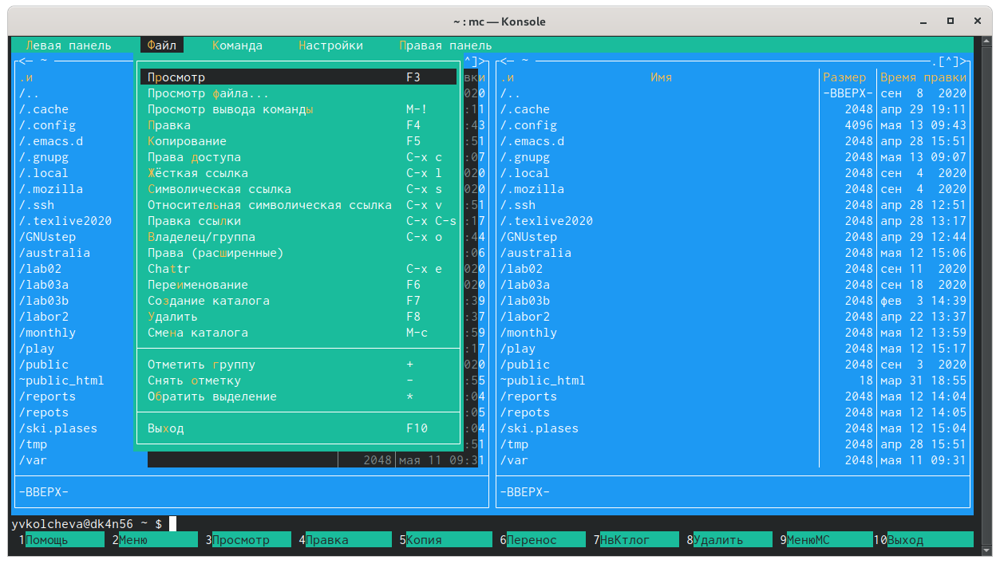 ~ : mc — Konsole
Левая панель Файл Команда Настройки Правая панель
<─ ~ ^]> <─ ~ .[^]>
.и вки .и Имя Размер Время правки
Просмотр F3
/.. Просмотр файла... 020 /.. -ВВЕРХ- сен 8 2020
/.cache Просмотр вывода команды M-! :11 /.cache 2048 апр 29 19:11
/.config Правка F4 :43 /.config 4096 мая 13 09:43
/.emacs.d Копирование F5 :51 /.emacs.d 2048 апр 28 15:51
/.gnupg Права доступа C-x c :07 /.gnupg 2048 мая 13 09:07
/.local Жёсткая ссылка C-x l 020 /.local 2048 сен 4 2020
/.mozilla Символическая ссылка C-x s 020 /.mozilla 2048 сен 4 2020
/.ssh Относительная символическая ссылка C-x v :51 /.ssh 2048 апр 28 12:51
/.texlive2020 Правка ссылки C-x C-s :17 /.texlive2020 2048 апр 28 13:17
/GNUstep Владелец/группа C-x o :44 /GNUstep 2048 апр 29 12:44
/australia Права (расширенные) :06 /australia 2048 мая 12 15:06
/lab02 Chattr C-x e 020 /lab02 2048 сен 11 2020
/lab03a Переименование F6 020 /lab03a 2048 сен 18 2020
/lab03b Создание каталога F7 :39 /lab03b 2048 фев 3 14:39
/labor2 Удалить F8 :37 /labor2 2048 апр 22 13:37
/monthly Смена каталога M-c :59 /monthly 2048 мая 12 13:59
/play :17 /play 2048 мая 12 15:17
/public Отметить группу + 020 /public 2048 сен 3 2020
~public_html Снять отметку - :55 ~public_html 18 мар 31 18:55
/reports Обратить выделение * :04 /reports 2048 мая 12 14:04
/repots :05 /repots 2048 мая 12 14:05
/ski.plases Выход F10 :04 /ski.plases 2048 мая 12 15:04
/tmp :51 /tmp 2048 апр 28 15:51
/var 2048 мая 11 09:31 /var 2048 мая 11 09:31
-ВВЕРХ- -ВВЕРХ-
yvkolcheva@dk4n56 ~ $
1Помощь 2Меню 3Просмотр 4Правка 5Копия 6Перенос 7НвКтлог 8Удалить 9МенюMC 10Выход